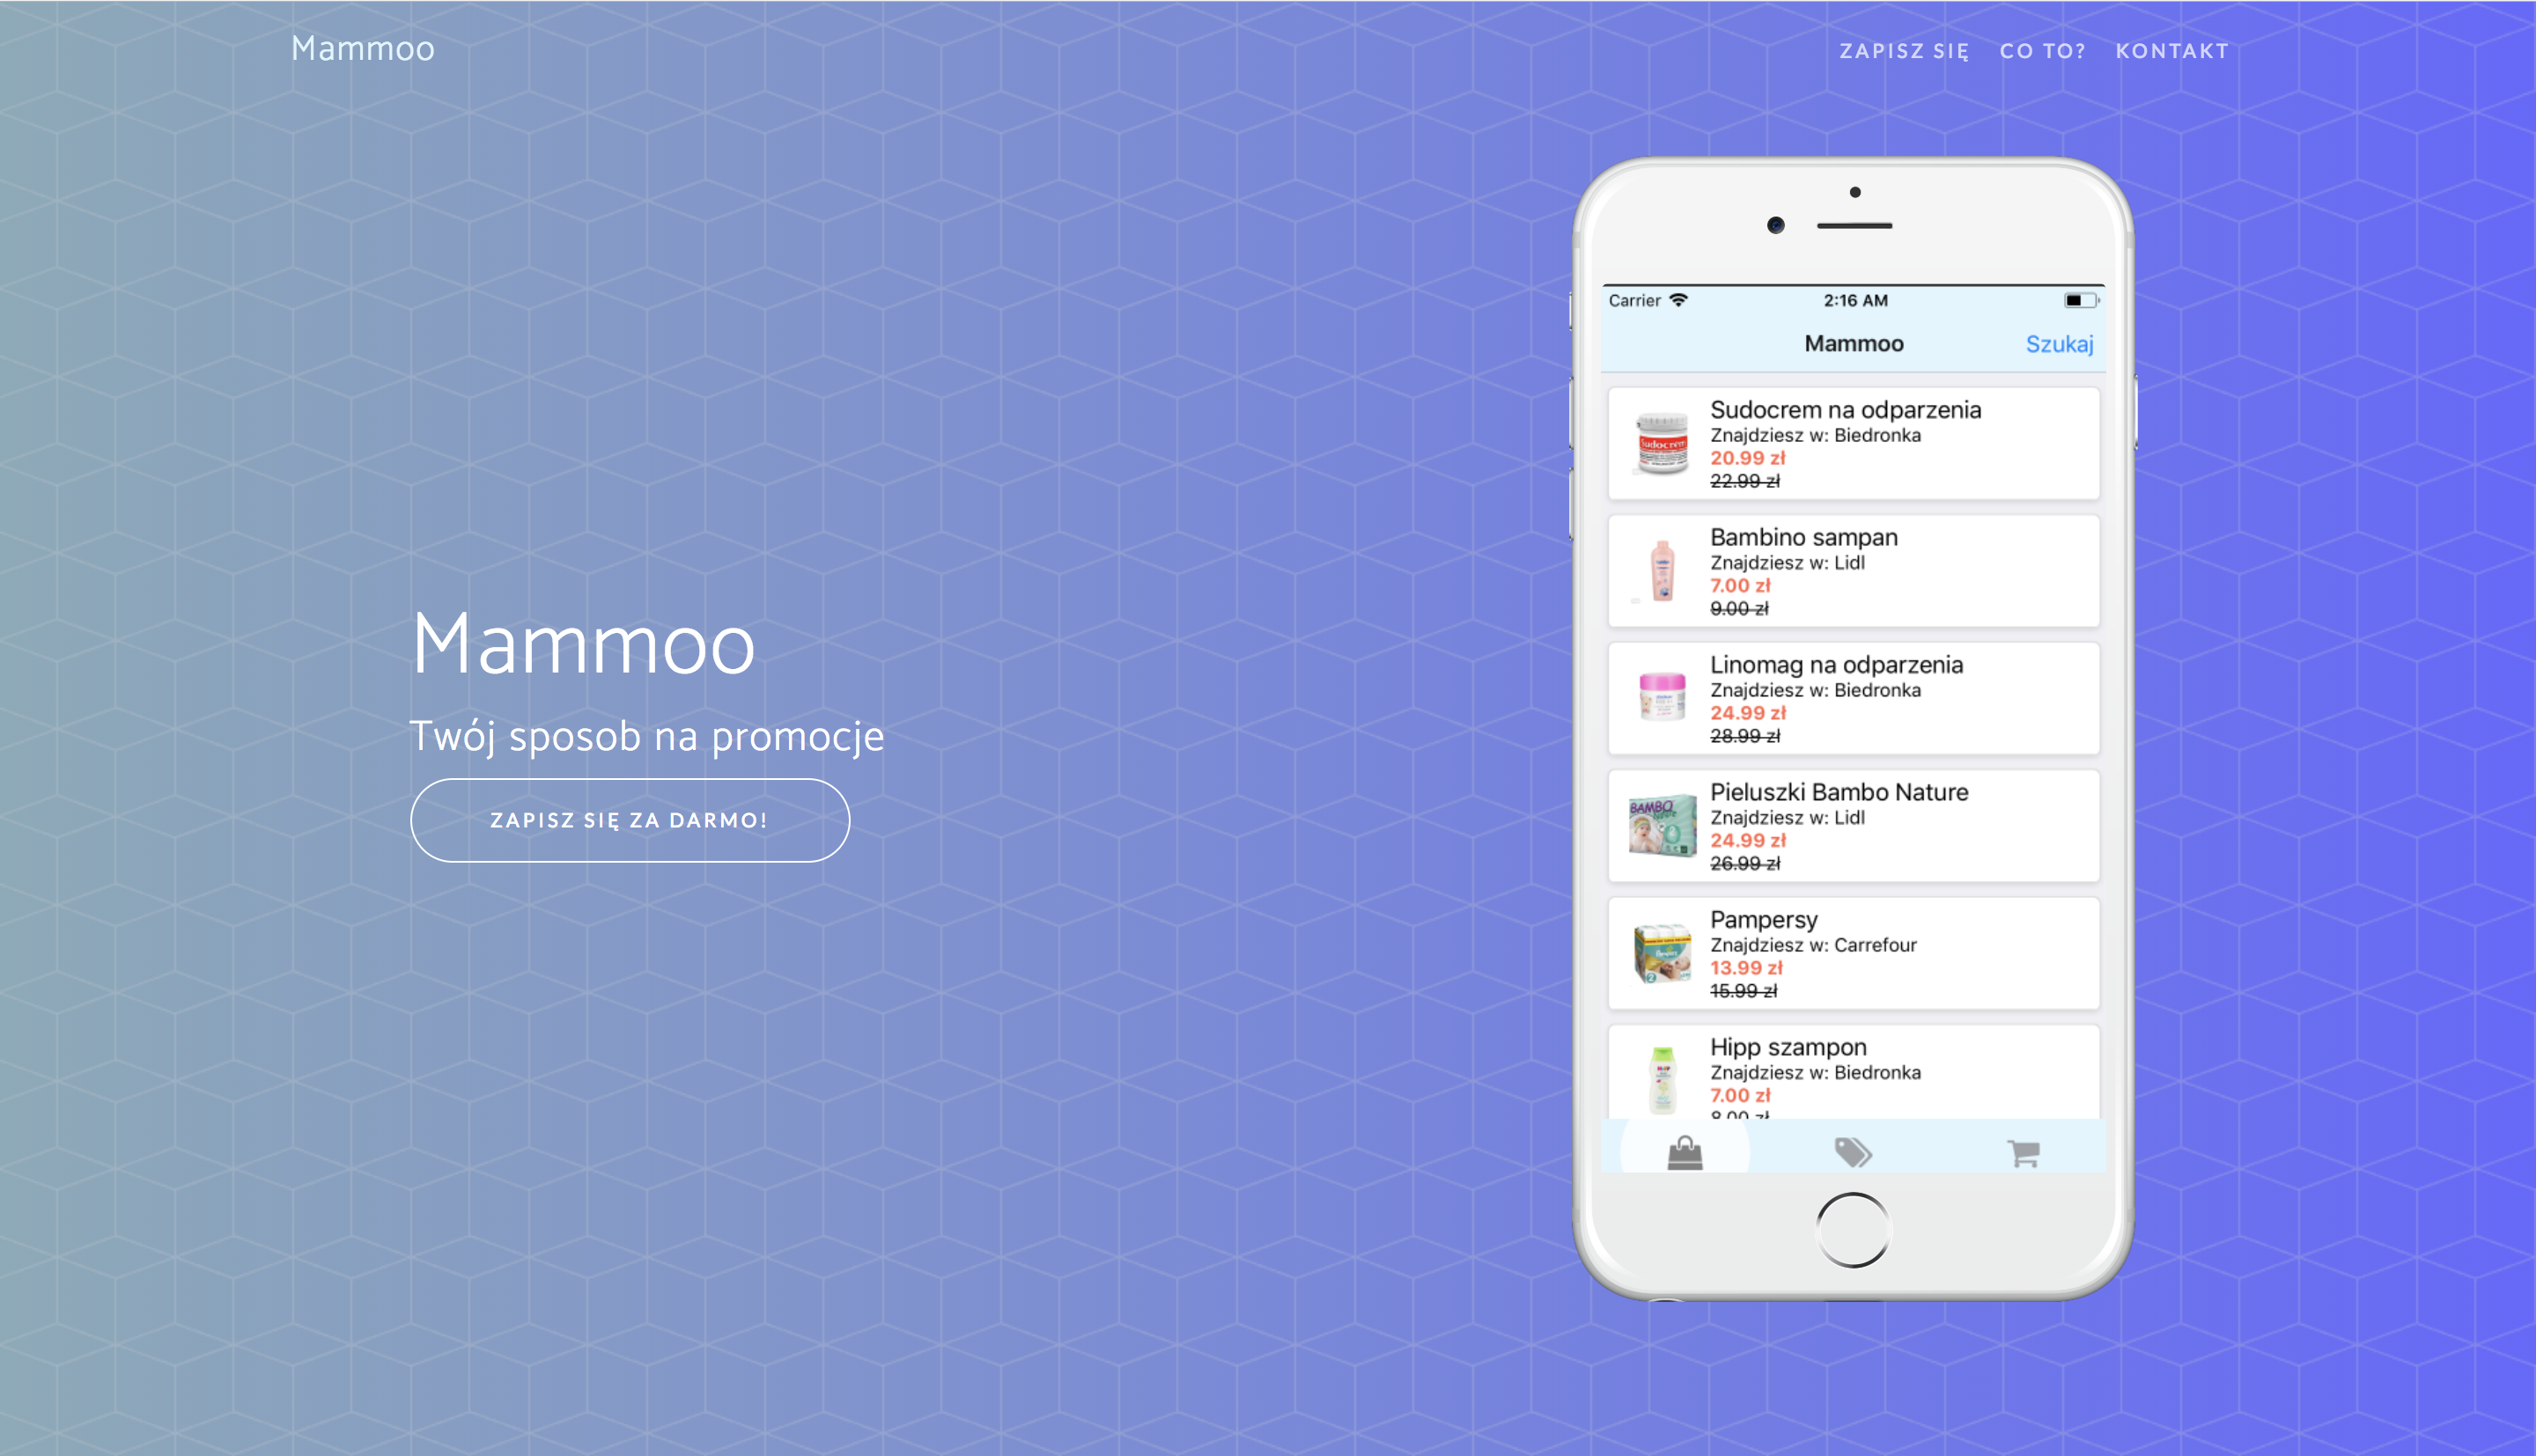 Mammoo
ZAPISZ SIĘ CO TO? KONTAKT
Mammoo
Twój sposob na promocje
ZAPISZ SIĘ ZA DARMO!
Carrier 2:16 AM
Mammoo Szukaj
Sudocrem na odparzenia
Znajdziesz w: Biedronka
20.99 zł
22.99 zł
Bambino sampan
Znajdziesz w: Lidl
7.00 zł
9.00 zł
Linomag na odparzenia
Znajdziesz w: Biedronka
24.99 zł
28.99 zł
Pieluszki Bambo Nature
Znajdziesz w: Lidl
24.99 zł
26.99 zł
BAMBO
Pampersy
Znajdziesz w: Carrefour
13.99 zł
15.99 zł
Hipp szampon
Znajdziesz w: Biedronka
7.00 zł
8.00 zł